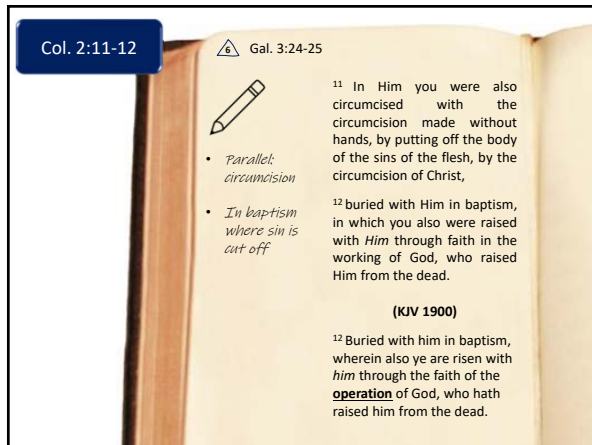 Col. 2:11-12
6 Gal. 3:24-25
• Parallel:
circumcision
• In baptism
where sin is
cut off
11 In Him you were also
circumcised with the
circumcision made without
hands, by putting off the body
of the sins of the flesh, by the
circumcision of Christ,
12 buried with Him in baptism,
in which you also were raised
with Him through faith in the
working of God, who raised
Him from the dead.
(KJV 1900)
12 Buried with him in baptism,
wherein also ye are risen with
him through the faith of the
operation of God, who hath
raised him from the dead.